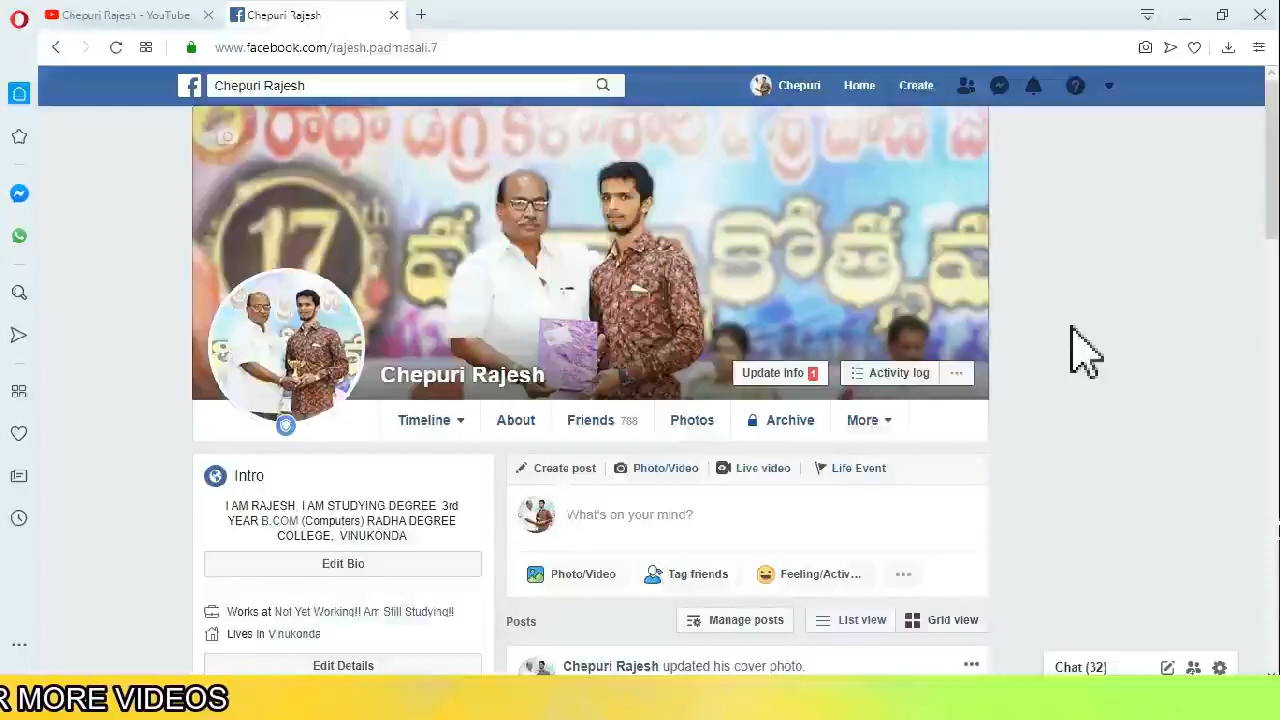 Chepuri Rajesh - YouTube
Chepuri Rajesh
www.facebook.com/rajesh.padmasali.7
Chepuri Rajesh
Chepuri
Home
Create
రాధా డిగ్రీ కళాశాల
17th
Chepuri Rajesh
Update Info 1
Activity log
Timeline
About
Friends 768
Photos
Archive
More
Intro
I AM RAJESH, I AM STUDYING DEGREE 3rd
YEAR B.COM (Computers) RADHA DEGREE
COLLEGE, VINUKONDA
Edit Bio
Works at Not Yet Working!! Am Still Studying!!
Lives in Vinukonda
Edit Details
Create post
Photo/Video
Live video
Life Event
What's on your mind?
Photo/Video
Tag friends
Feeling/Activ...
Posts
Manage posts
List view
Grid view
Chepuri Rajesh updated his cover photo.
Chat (32)
R MORE VIDEOS